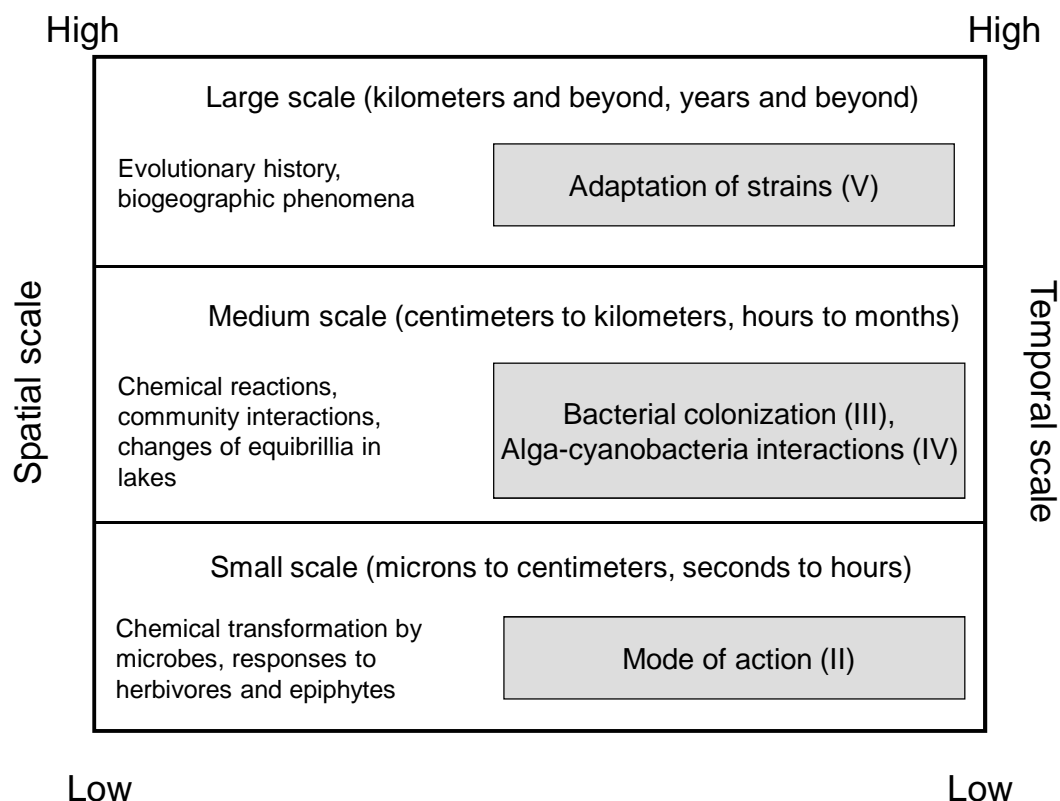 High
High
Large scale (kilometers and beyond, years and beyond)
Evolutionary history,
biogeographic phenomena
Adaptation of strains (V)
Spatial scale
Temporal scale
Medium scale (centimeters to kilometers, hours to months)
Chemical reactions,
community interactions,
changes of equibrillia in
lakes
Bacterial colonization (III),
Alga-cyanobacteria interactions (IV)
Small scale (microns to centimeters, seconds to hours)
Chemical transformation by
microbes, responses to
herbivores and epiphytes
Mode of action (II)
Low
Low